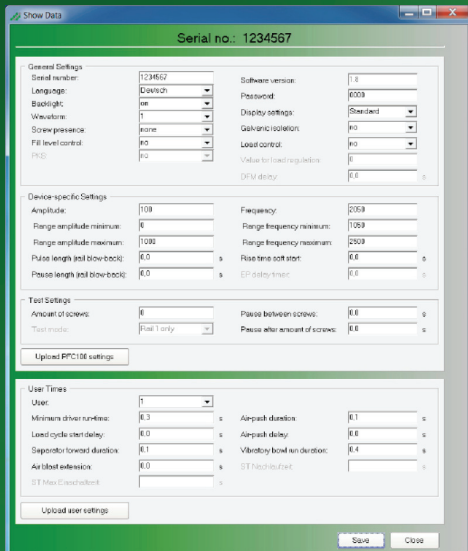 Show Data
Serial no.: 1234567
General Settings
Serial number: 1234567
Software version: 1.8
Language: Deutsch
Password: 0000
Backlight: on
Display settings: Standard
Waveform: 1
Galvanic isolation: no
Screw presence: none
Load control: no
Fill level control: no
Value for load regulation: 0
PKB no
DFM delay: 0,0 s
Device-specific Settings
Amplitude: 100
Frequency: 2050
Range amplitude minimum: 0
Range frequency minimum: 1050
Range amplitude maximum: 1000
Range frequency maximum: 2500
Pulse length (rail blow-back): 0,0 s
Rise time soft start: 0,0 s
Pause length (rail blow-back): 0,0 s
EP delay timer: 0,0 s
Test Settings
Amount of screws: 0
Pause between screws: 0,0 s
Test mode: Rail 1 only
Pause after amount of screws: 0,0 s
Upload PFC100 settings
User Times
User: 1
Minimum driver run-time: 0,3 s
Air-push duration: 0,1 s
Load cycle start delay: 0,0 s
Air-push delay: 0,0 s
Separator forward duration: 0,1 s
Vibratory bowl run duration: 0,4 s
Air blast extension: 0,0 s
ST Nachlaufzeit: s
ST Max Einschaltzeit: s
Upload user settings
Save
Close